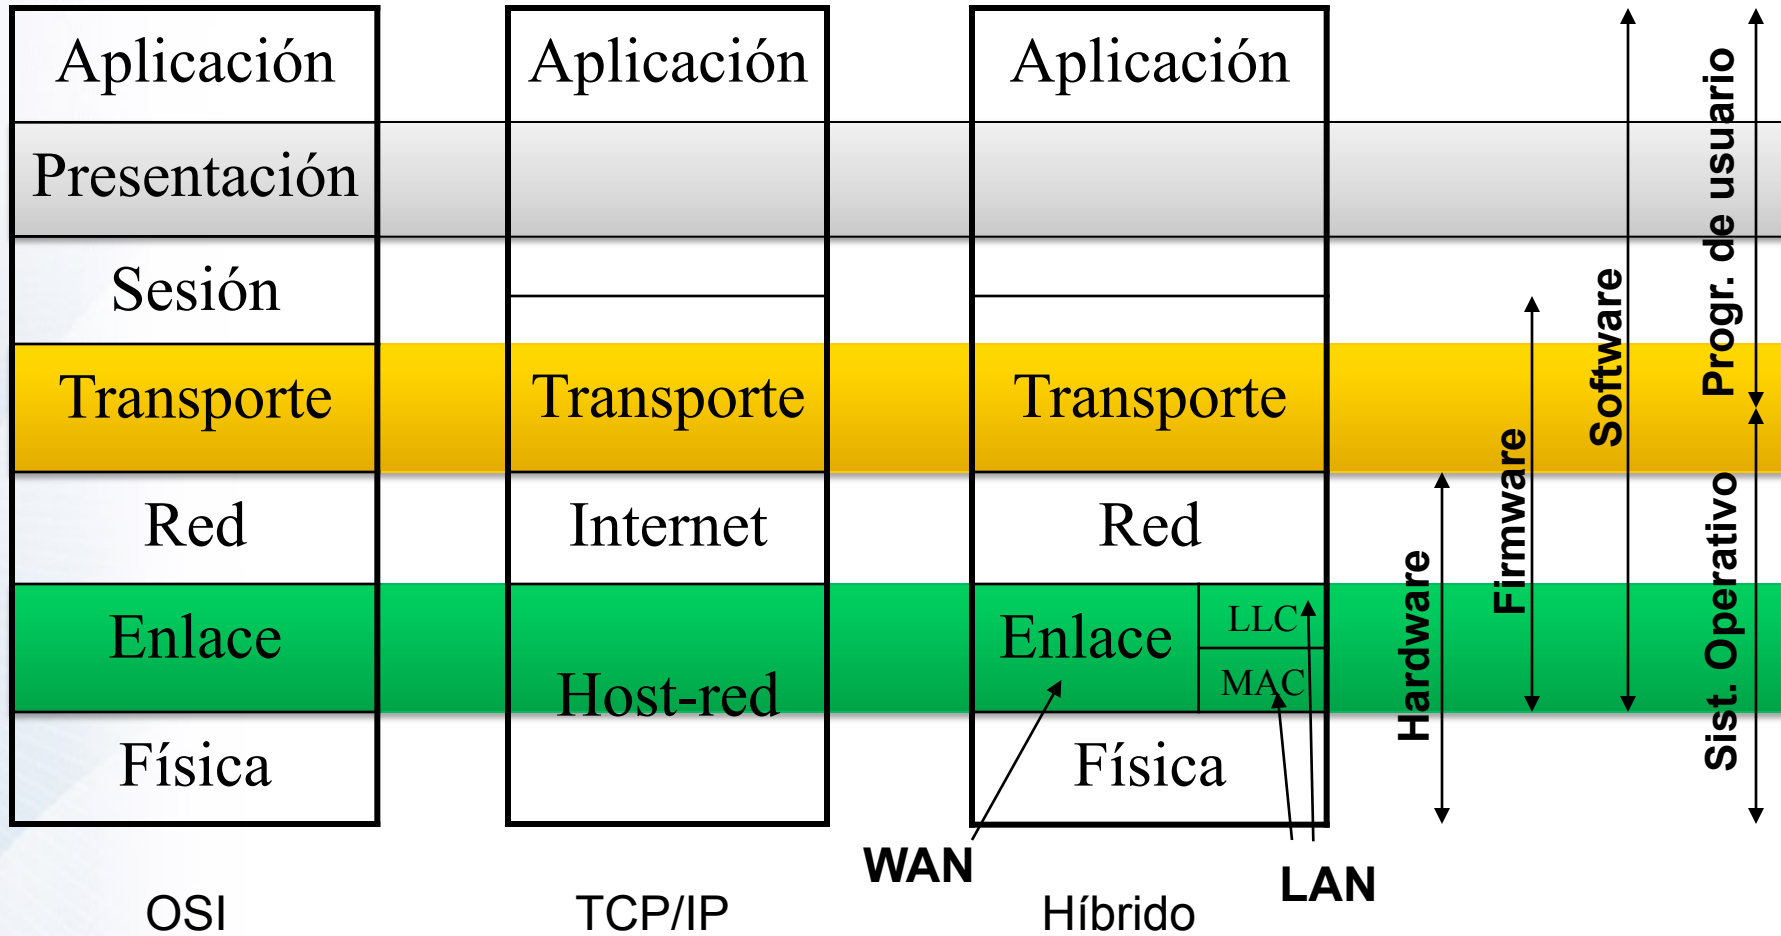 Aplicación
Aplicación
Aplicación
Presentación
Sesión
Transporte
Transporte
Transporte
Red
Internet
Red
Enlace
Host-red
Enlace
LLC
MAC
Física
Física
Hardware
Firmware
Software
Progr. de usuario
Sist. Operativo
WAN
LAN
OSI
TCP/IP
Híbrido